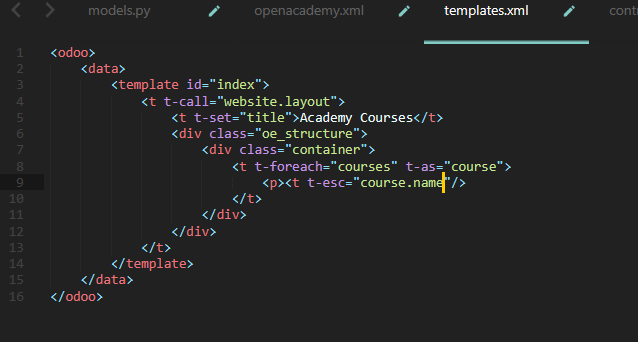 models.py openacademy.xml templates.xml contr
1 <odoo>
2 <data>
3 <template id="index">
4 <t t-call="website.layout">
5 <t t-set="title">Academy Courses</t>
6 <div class="oe_structure">
7 <div class="container">
8 <t t-foreach="courses" t-as="course">
9 <p><t t-esc="course.name"/>
10 </t>
11 </div>
12 </div>
13 </t>
14 </template>
15 </data>
16 </odoo>